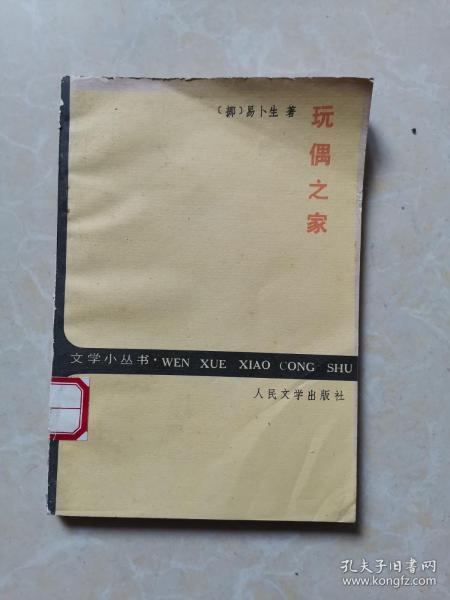 〔挪〕易卜生 著
玩偶之家
文学小丛书·WEN XUE XIAO CONG SHU
人民文学出版社
孔夫子旧书网
www.kongfz.com